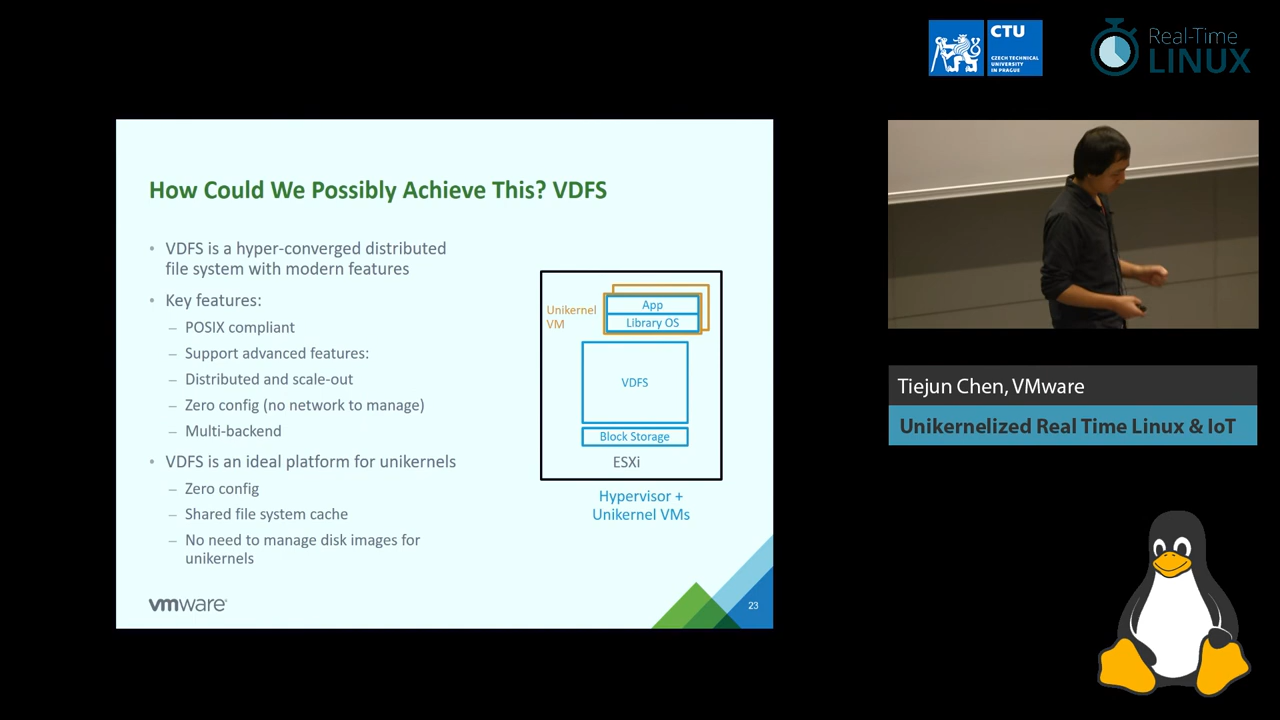 CTU
CZECH TECHNICAL
UNIVERSITY
IN PRAGUE
Real-Time
LINUX
How Could We Possibly Achieve This? VDFS
• VDFS is a hyper-converged distributed
file system with modern features
• Key features:
– POSIX compliant
– Support advanced features:
– Distributed and scale-out
– Zero config (no network to manage)
– Multi-backend
• VDFS is an ideal platform for unikernels
– Zero config
– Shared file system cache
– No need to manage disk images for
unikernels
Unikernel
VM
App
Library OS
VDFS
Block Storage
ESXi
Hypervisor +
Unikernel VMs
vmware®
23
Tiejun Chen, VMware
Unikernelized Real Time Linux & IoT